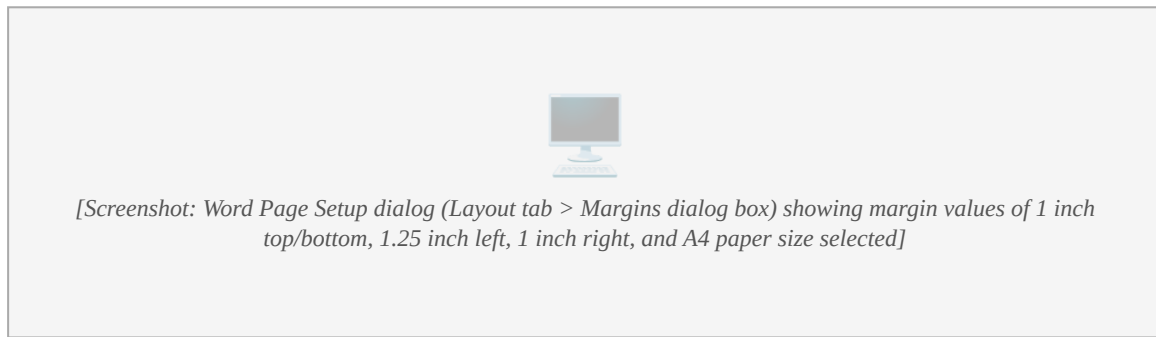 [Screenshot: Word Page Setup dialog (Layout tab > Margins dialog box) showing margin values of 1 inch
top/bottom, 1.25 inch left, 1 inch right, and A4 paper size selected]